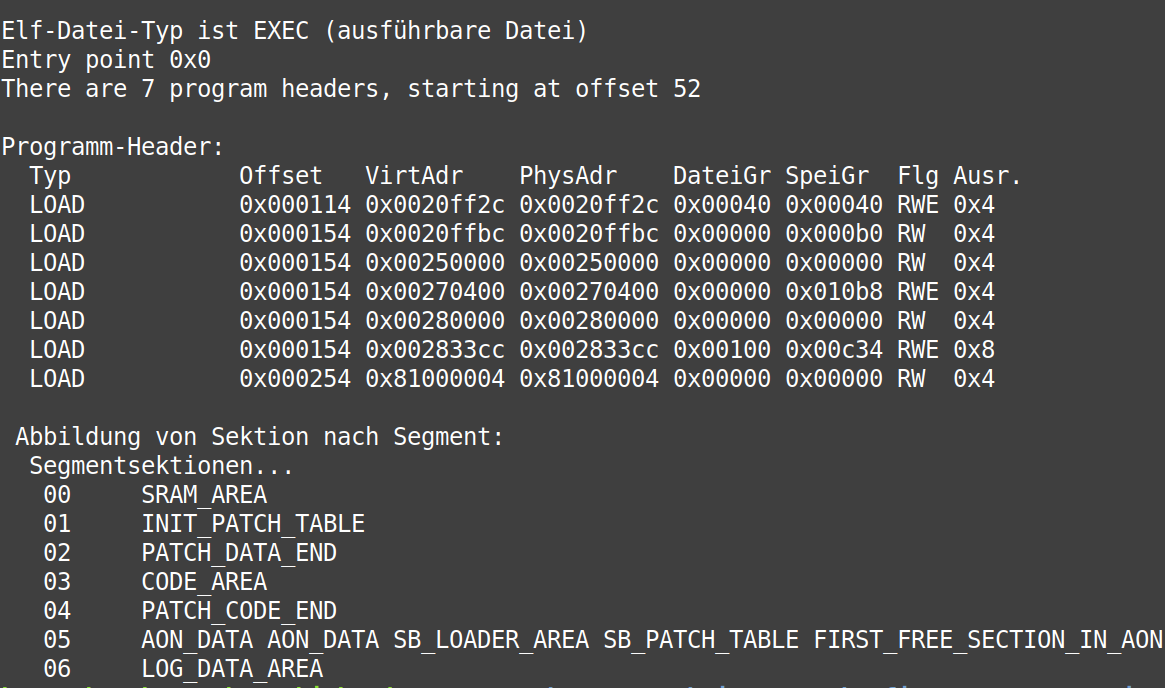 Elf-Datei-Typ ist EXEC (ausführbare Datei)
Entry point 0x0
There are 7 program headers, starting at offset 52
Programm-Header:
Typ Offset VirtAdr PhysAdr DateiGr SpeiGr Flg Ausr.
LOAD 0x000114 0x0020ff2c 0x0020ff2c 0x00040 0x00040 RWE 0x4
LOAD 0x000154 0x0020ffbc 0x0020ffbc 0x00000 0x000b0 RW 0x4
LOAD 0x000154 0x00250000 0x00250000 0x00000 0x00000 RW 0x4
LOAD 0x000154 0x00270400 0x00270400 0x00000 0x010b8 RWE 0x4
LOAD 0x000154 0x00280000 0x00280000 0x00000 0x00000 RW 0x4
LOAD 0x000154 0x002833cc 0x002833cc 0x00100 0x00c34 RWE 0x8
LOAD 0x000254 0x81000004 0x81000004 0x00000 0x00000 RW 0x4
Abbildung von Sektion nach Segment:
Segmentsektionen...
00 SRAM_AREA
01 INIT_PATCH_TABLE
02 PATCH_DATA_END
03 CODE_AREA
04 PATCH_CODE_END
05 AON_DATA AON_DATA SB_LOADER_AREA SB_PATCH_TABLE FIRST_FREE_SECTION_IN_AON
06 LOG_DATA_AREA